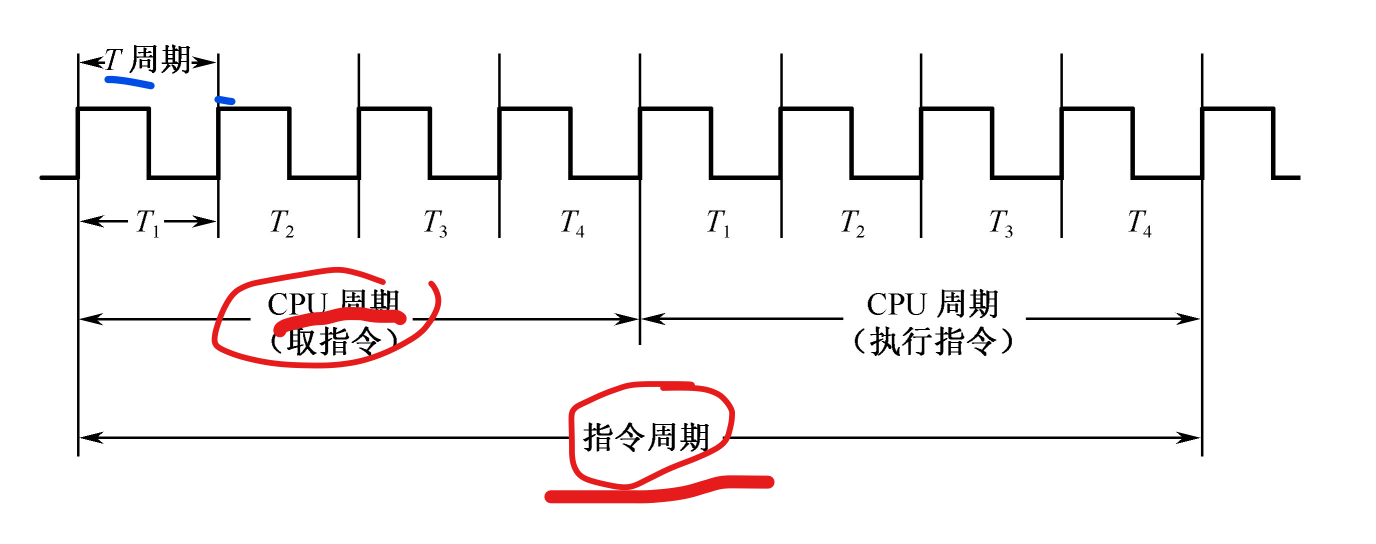 T 周期
T1 T2 T3 T4 T1 T2 T3 T4
CPU 周期 CPU 周期
（取指令） （执行指令）
指令周期